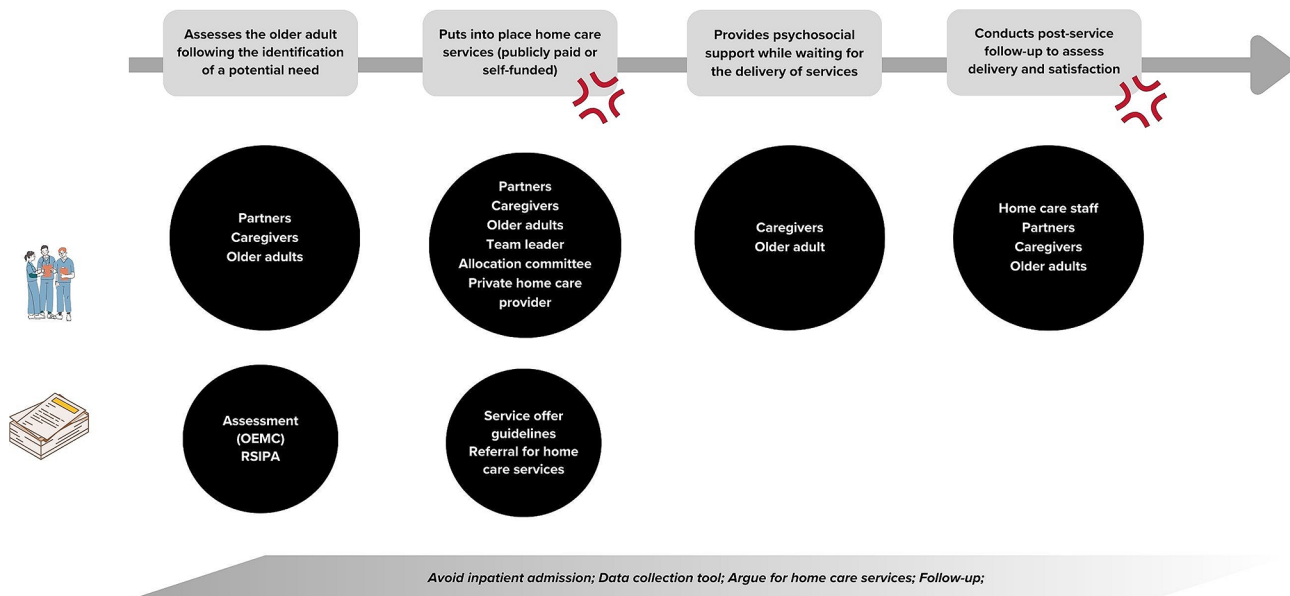 Assesses the older adult
following the identification
of a potential need
Puts into place home care
services (publicly paid or
self-funded)
Provides psychosocial
support while waiting for
the delivery of services
Conducts post-service
follow-up to assess
delivery and satisfaction
Partners
Caregivers
Older adults
Partners
Caregivers
Older adults
Team leader
Allocation committee
Private home care
provider
Caregivers
Older adult
Home care staff
Partners
Caregivers
Older adults
Assessment
(OEMC)
RSIPA
Service offer
guidelines
Referral for home
care services
Avoid inpatient admission; Data collection tool; Argue for home care services; Follow-up;